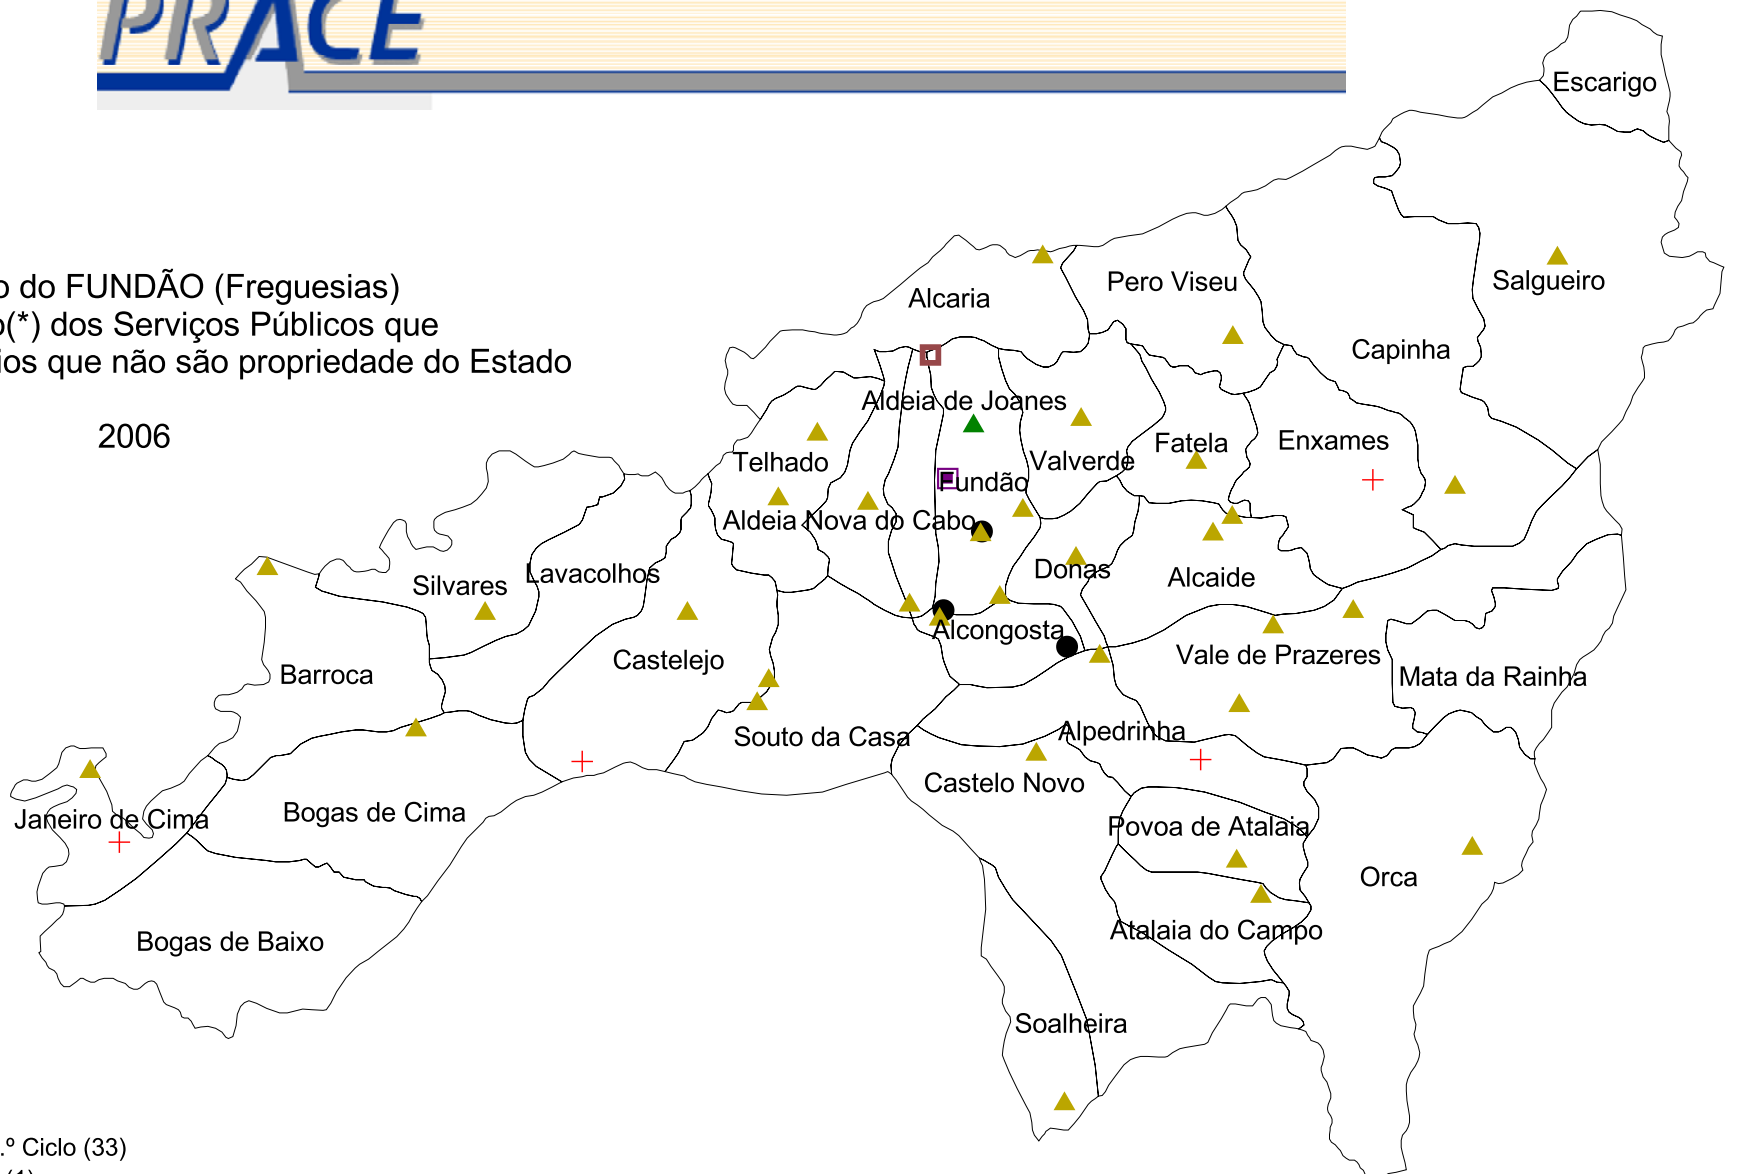 PRACE
Escarigo
o do FUNDÃO (Freguesias)
o(*) dos Serviços Públicos que
ios que não são propriedade do Estado
2006
Pero Viseu
Salgueiro
Alcaria
Capinha
Aldeia de Joanes
Telhado
Valverde
Fatela
Enxames
Fundão
Aldeia Nova do Cabo
Silvares
Lavacolhos
Donas
Alcaide
Alcongosta
Barroca
Castelejo
Vale de Prazeres
Mata da Rainha
Souto da Casa
Alpedrinha
Castelo Novo
Janeiro de Cima
Bogas de Cima
Povoa de Atalaia
Orca
Bogas de Baixo
Atalaia do Campo
Soalheira
.º Ciclo (33)